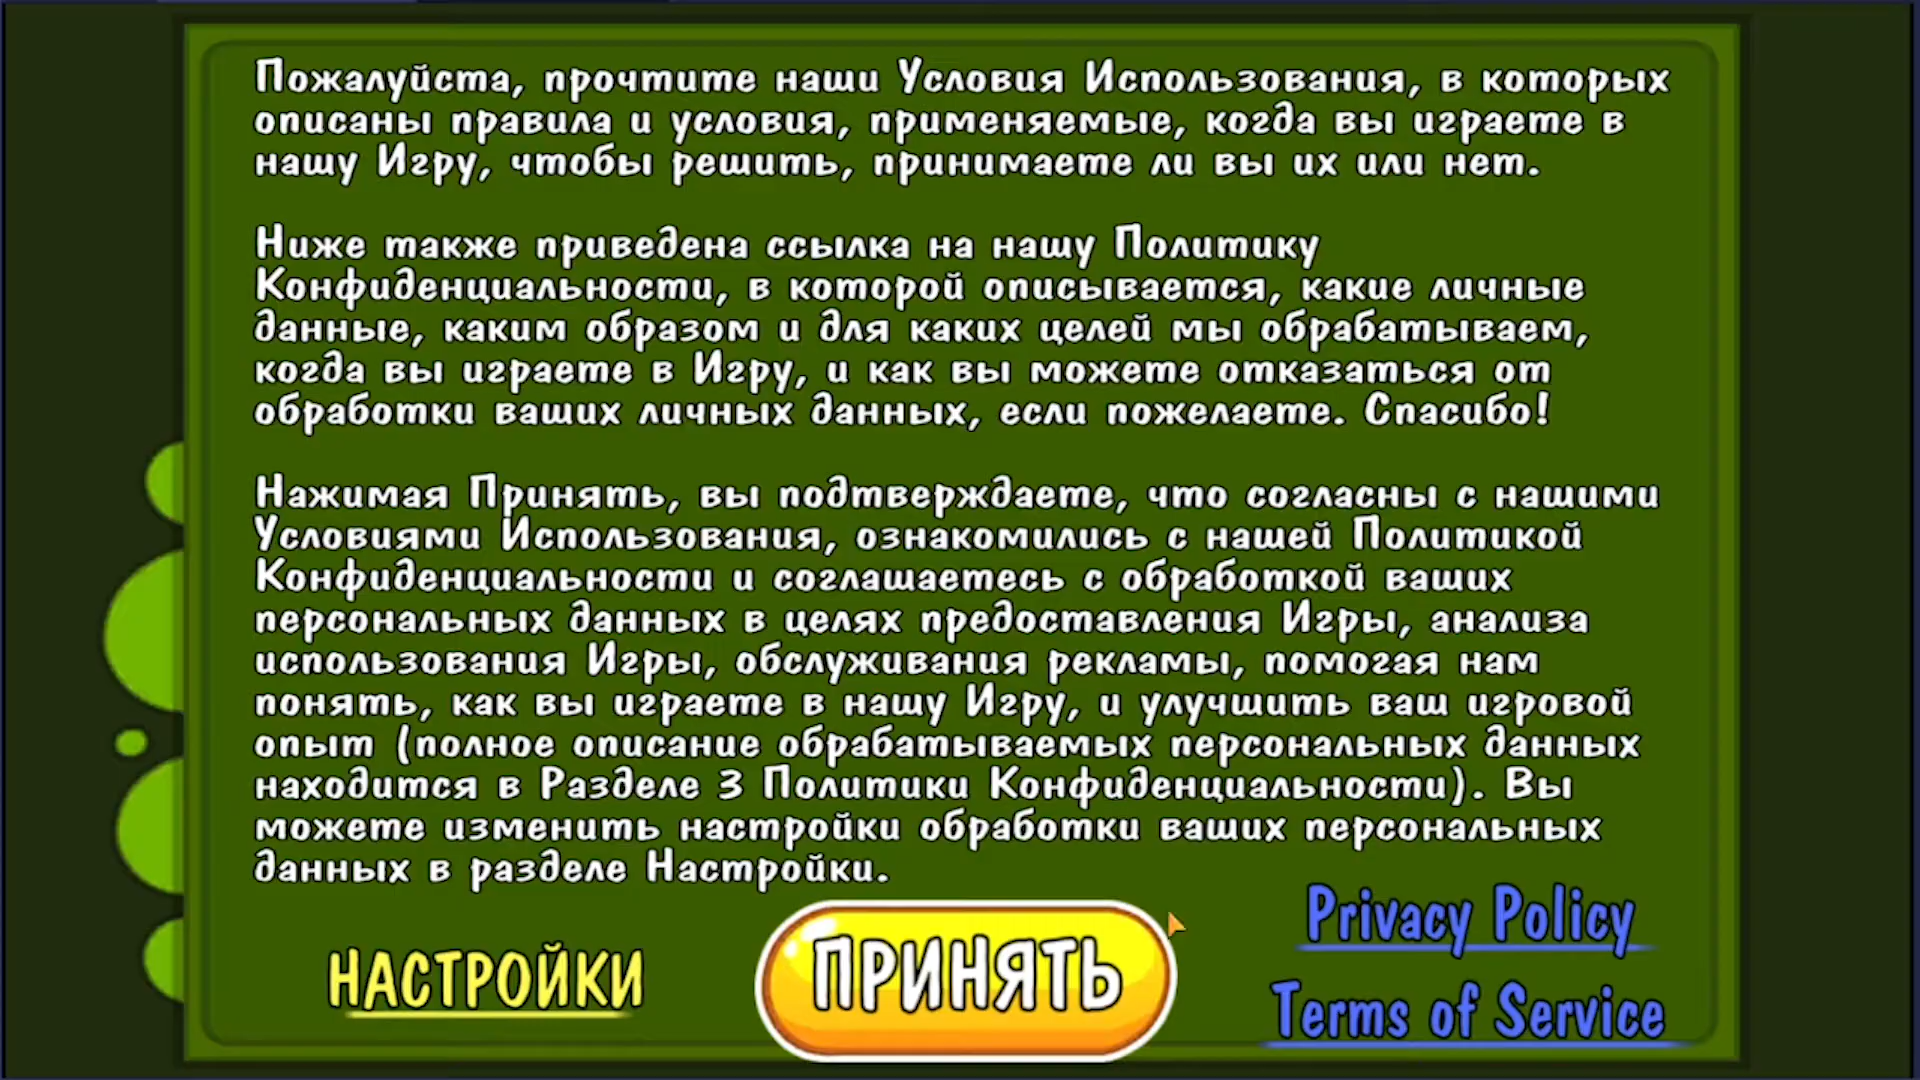 Пожалуйста, прочтите наши Условия Использования, в которых
описаны правила и условия, применяемые, когда вы играете в
нашу Игру, чтобы решить, принимаете ли вы их или нет.
Ниже также приведена ссылка на нашу Политику
Конфиденциальности, в которой описывается, какие личные
данные, каким образом и для каких целей мы обрабатываем,
когда вы играете в Игру, и как вы можете отказаться от
обработки ваших личных данных, если пожелаете. Спасибо!
Нажимая Принять, вы подтверждаете, что согласны с нашими
Условиями Использования, ознакомились с нашей Политикой
Конфиденциальности и соглашаетесь с обработкой ваших
персональных данных в целях предоставления Игры, анализа
использования Игры, обслуживания рекламы, помогая нам
понять, как вы играете в нашу Игру, и улучшить ваш игровой
опыт (полное описание обрабатываемых персональных данных
находится в Разделе 3 Политики Конфиденциальности). Вы
можете изменить настройки обработки ваших персональных
данных в разделе Настройки.
НАСТРОЙКИ
ПРИНЯТЬ
Privacy Policy
Terms of Service